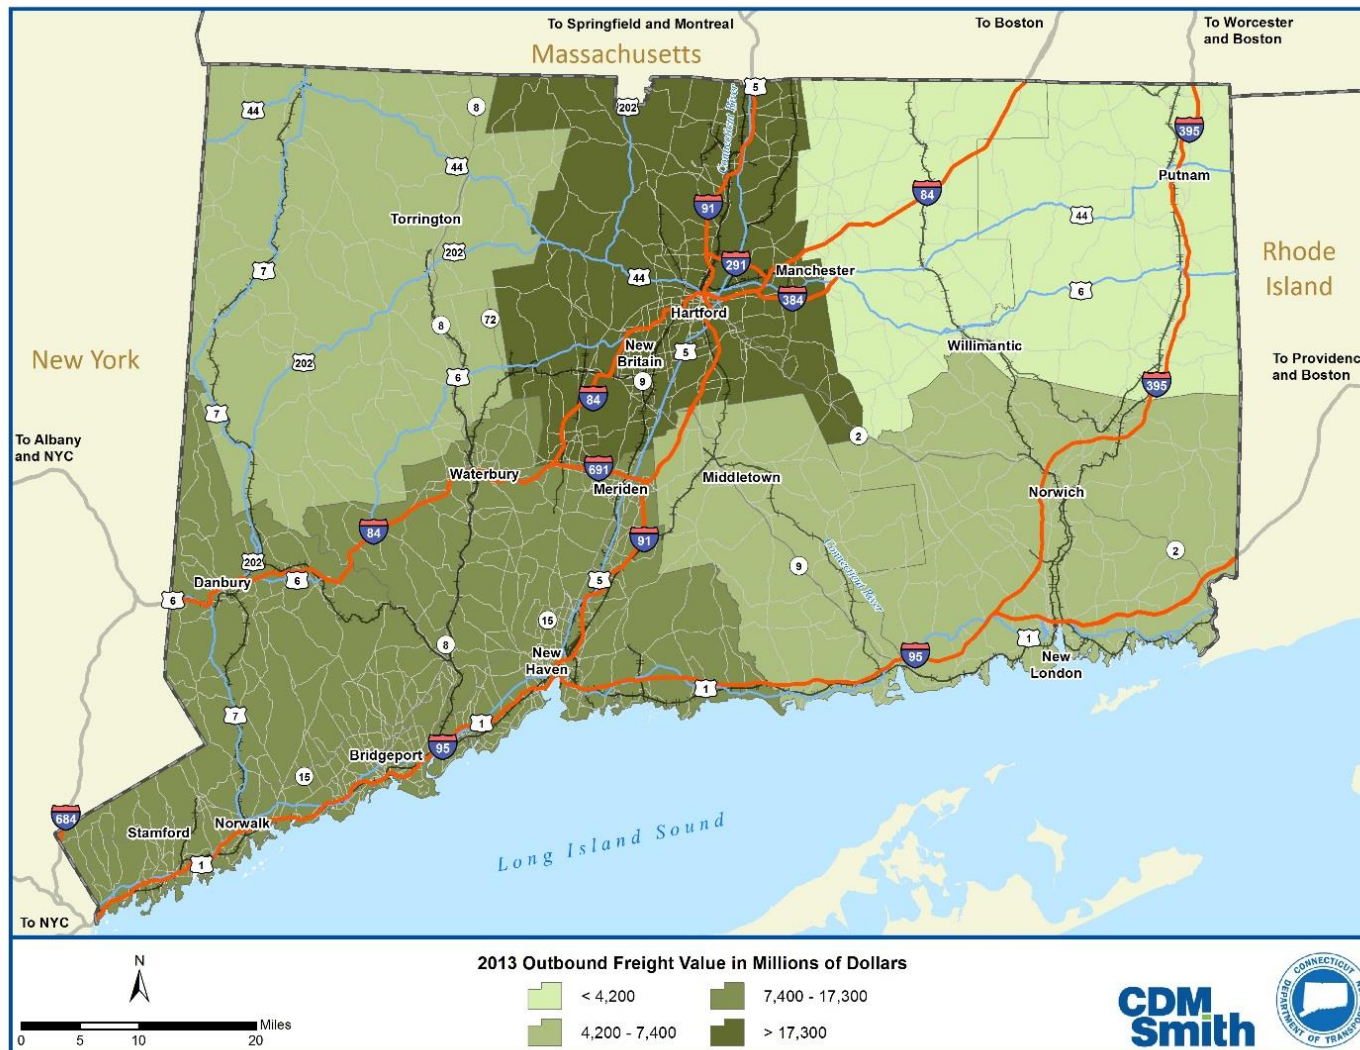 To Springfield and Montreal
To Boston
To Worcester
and Boston
Massachusetts
5
8
202
44
Connecticut River
395
44
Putnam
91
84
Torrington
44
202
Rhode
Island
291
Manchester
7
44
6
384
Hartford
8
72
New
Britain
5
Willimantic
New York
202
6
9
To Providenc
and Boston
84
395
7
2
To Albany
and NYC
Waterbury
691
Meriden
Middletown
Norwich
84
91
2
202
Connecticut River
9
Danbury
6
5
6
15
8
1
New
Haven
95
New
London
1
7
1
Bridgeport
95
15
684
Stamford
Norwalk
Long Island Sound
1
To NYC
N
2013 Outbound Freight Value in Millions of Dollars
< 4,200
7,400 - 17,300
4,200 - 7,400
> 17,300
Miles
0 5 10 20
CDM
Smith
CONNECTICUT
DEPARTMENT OF TRANSP